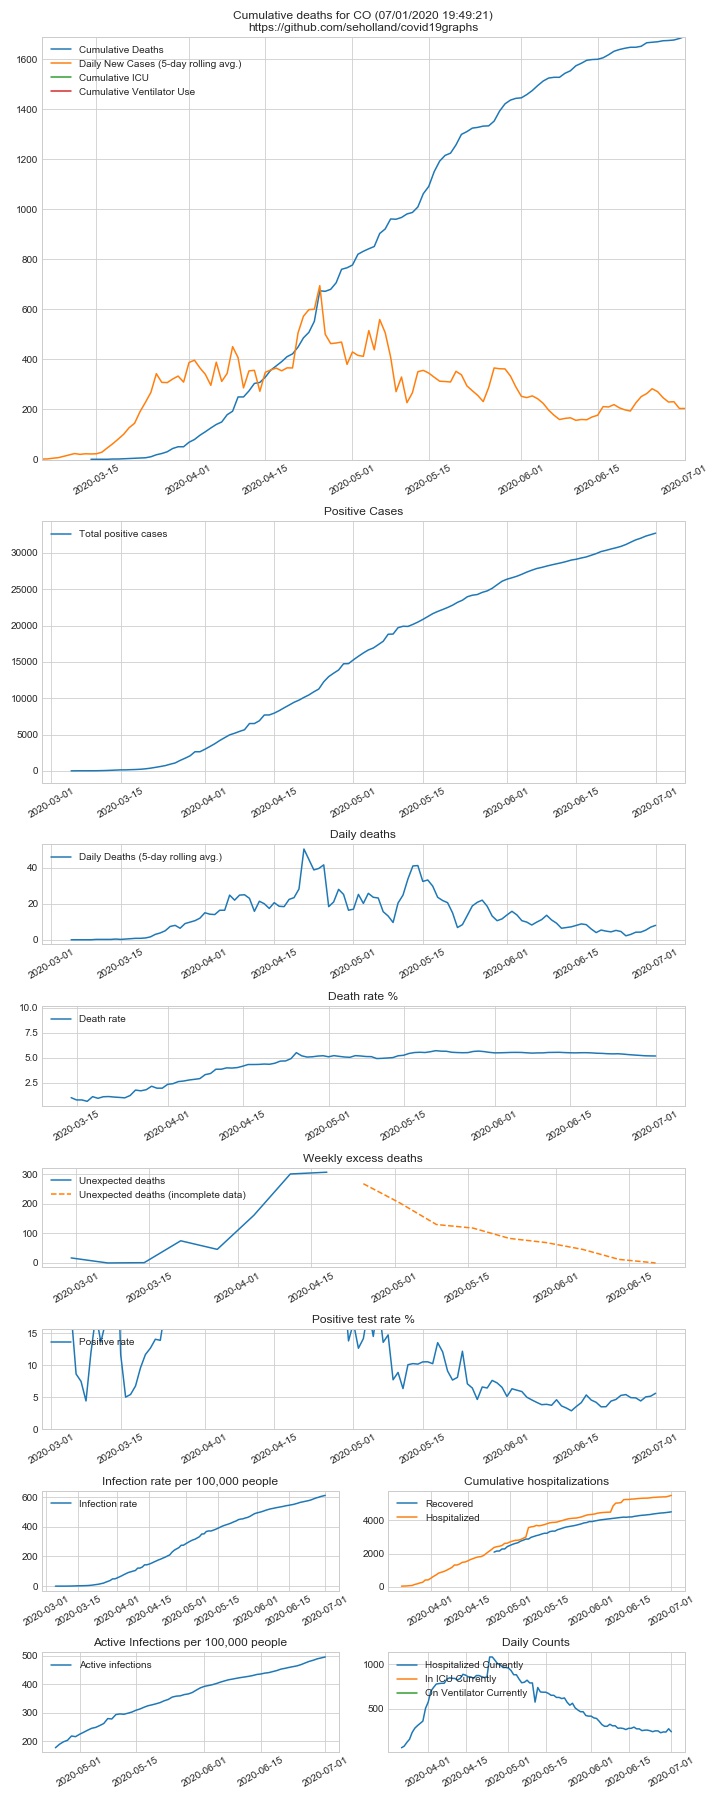 Cumulative deaths for CO (07/01/2020 19:49:21)
https://github.com/seholland/covid19graphs
Cumulative Deaths
Daily New Cases (5-day rolling avg.)
Cumulative ICU
Cumulative Ventilator Use
1600
1400
1200
1000
800
600
400
200
0
2020-03-15 2020-04-01 2020-04-15 2020-05-01 2020-05-15 2020-06-01 2020-06-15 2020-07-01
Positive Cases
Total positive cases
30000
25000
20000
15000
10000
5000
0
2020-03-01 2020-03-15 2020-04-01 2020-04-15 2020-05-01 2020-05-15 2020-06-01 2020-06-15 2020-07-01
Daily deaths
Daily Deaths (5-day rolling avg.)
40
20
0
2020-03-01 2020-03-15 2020-04-01 2020-04-15 2020-05-01 2020-05-15 2020-06-01 2020-06-15 2020-07-01
Death rate %
Death rate
10.0
7.5
5.0
2.5
2020-03-15 2020-04-01 2020-04-15 2020-05-01 2020-05-15 2020-06-01 2020-06-15 2020-07-01
Weekly excess deaths
Unexpected deaths
Unexpected deaths (incomplete data)
300
200
100
0
2020-03-01 2020-03-15 2020-04-01 2020-04-15 2020-05-01 2020-05-15 2020-06-01 2020-06-15
Positive test rate %
Positive rate
15
10
5
0
2020-03-01 2020-03-15 2020-04-01 2020-04-15 2020-05-01 2020-05-15 2020-06-01 2020-06-15 2020-07-01
Infection rate per 100,000 people
Infection rate
600
400
200
0
2020-03-01 2020-03-15 2020-04-01 2020-04-15 2020-05-01 2020-05-15 2020-06-01 2020-06-15 2020-07-01
Cumulative hospitalizations
Recovered
Hospitalized
4000
2000
0
2020-04-01 2020-04-15 2020-05-01 2020-05-15 2020-06-01 2020-06-15 2020-07-01
Active Infections per 100,000 people
Active infections
500
400
300
200
2020-05-01 2020-05-15 2020-06-01 2020-06-15 2020-07-01
Daily Counts
Hospitalized Currently
In ICU Currently
On Ventilator Currently
1000
500
2020-04-01 2020-04-15 2020-05-01 2020-05-15 2020-06-01 2020-06-15 2020-07-01